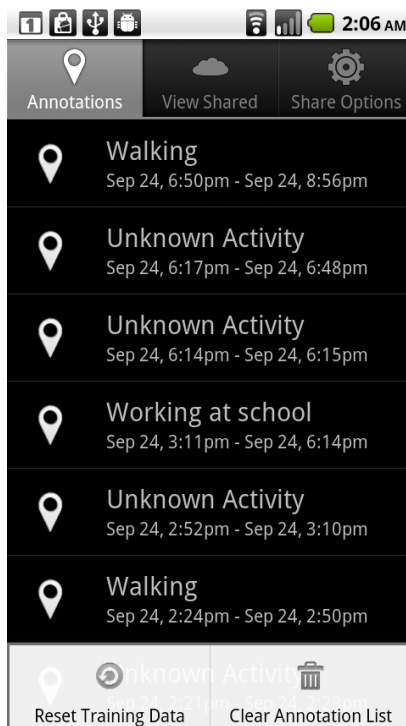 1
2:06 AM
Annotations
View Shared
Share Options
Walking
Sep 24, 6:50pm - Sep 24, 8:56pm
Unknown Activity
Sep 24, 6:17pm - Sep 24, 6:48pm
Unknown Activity
Sep 24, 6:14pm - Sep 24, 6:15pm
Working at school
Sep 24, 3:11pm - Sep 24, 6:14pm
Unknown Activity
Sep 24, 2:52pm - Sep 24, 3:10pm
Walking
Sep 24, 2:24pm - Sep 24, 2:50pm
Unknown Activity
Reset Training Data
Clear Annotation List